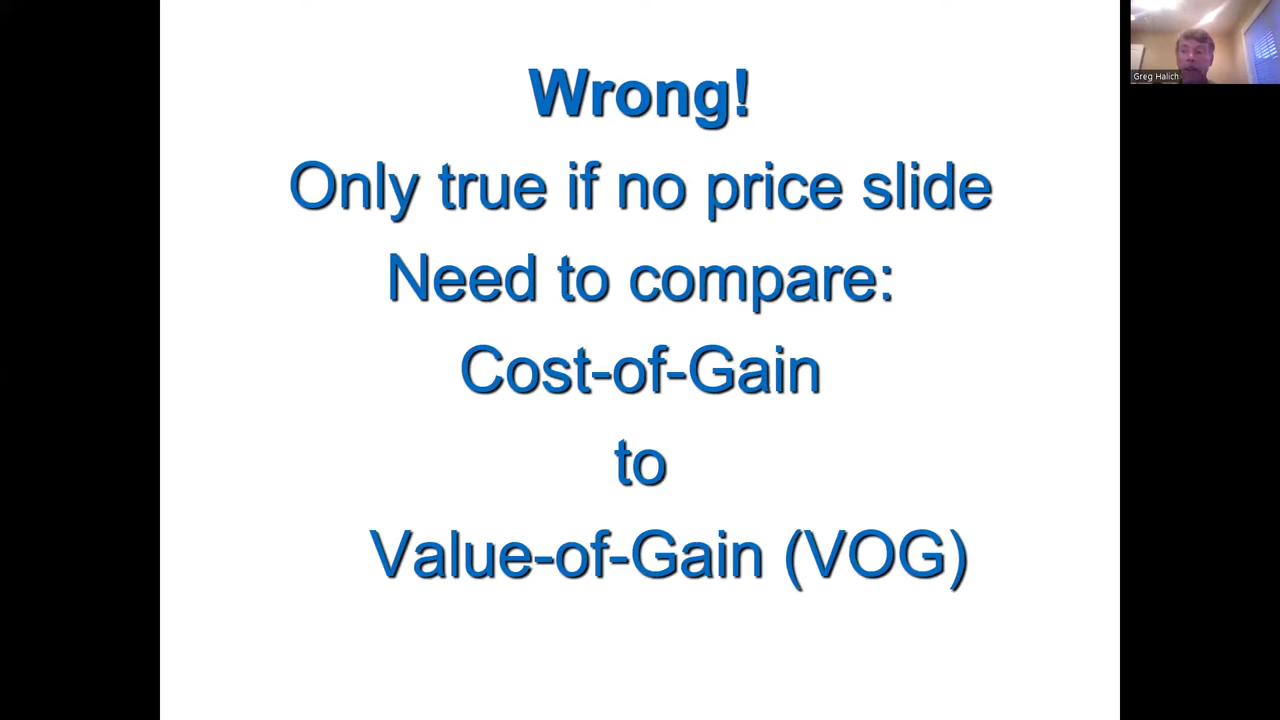 Wrong!
Only true if no price slide
Need to compare:
Cost-of-Gain
to
Value-of-Gain (VOG)
Greg Halich